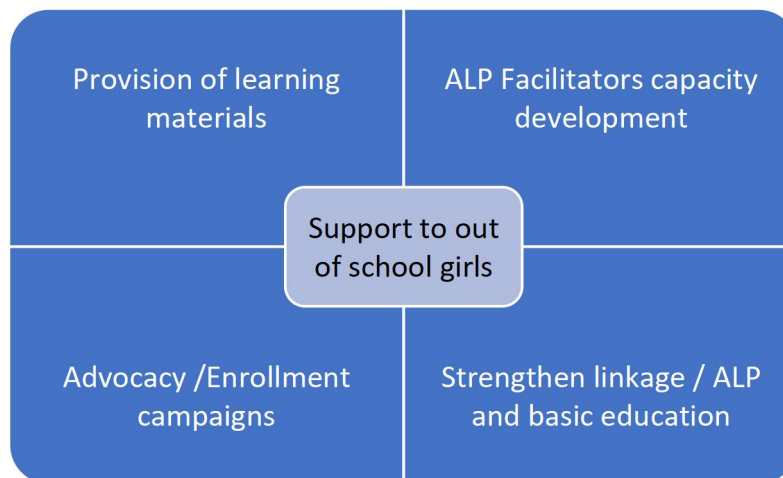 Provision of learning
materials
ALP Facilitators capacity
development
Support to out
of school girls
Advocacy /Enrollment
campaigns
Strengthen linkage / ALP
and basic education